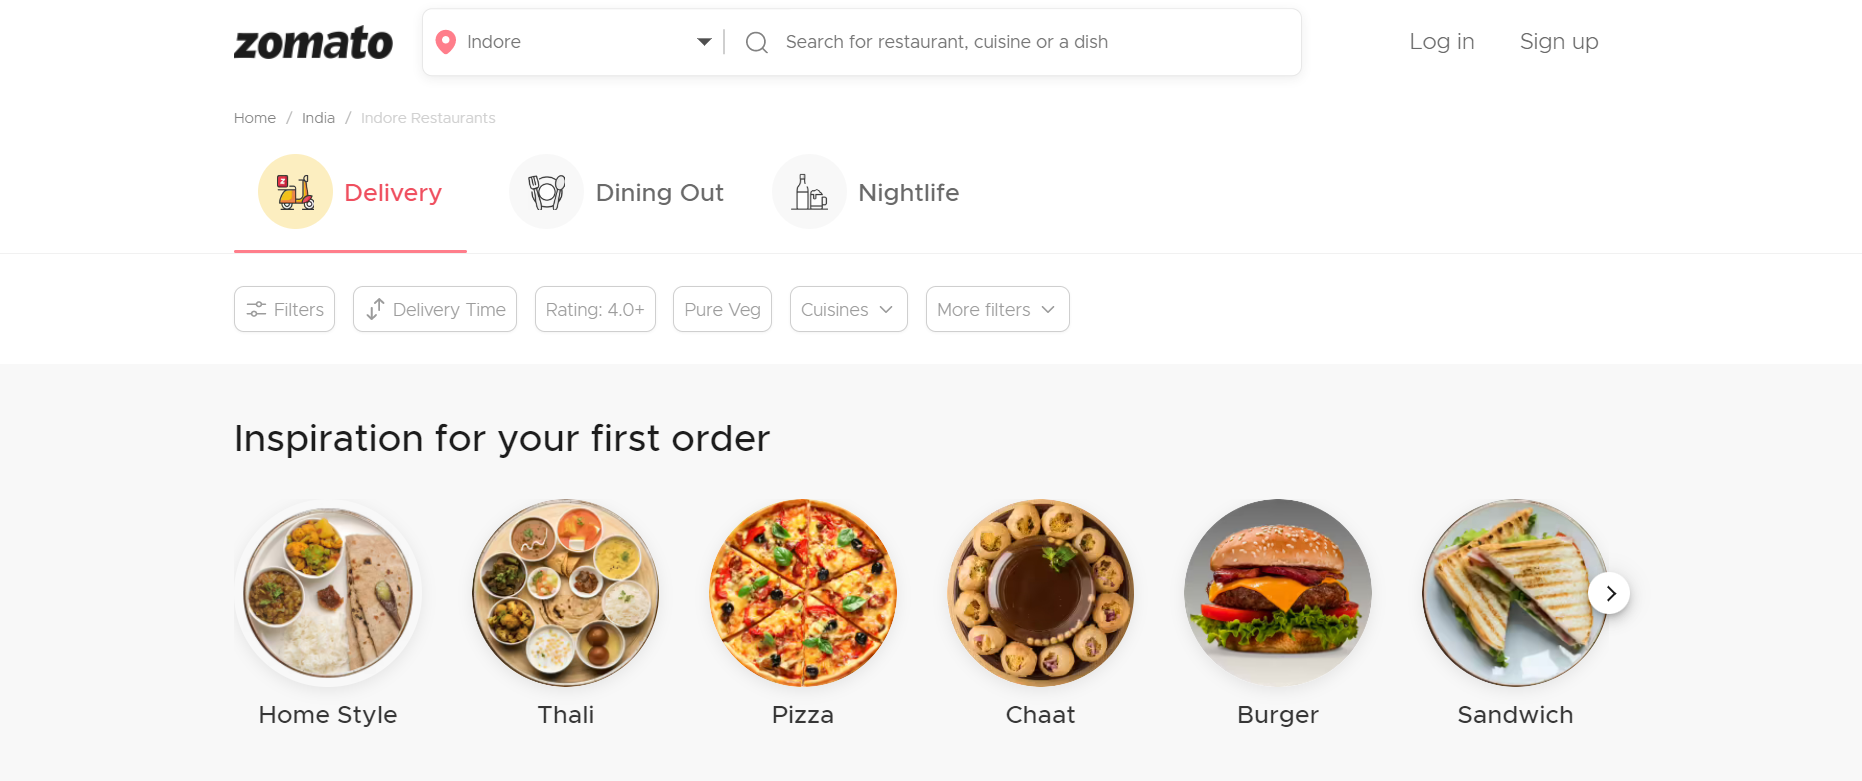 zomato
Indore
Search for restaurant, cuisine or a dish
Log in
Sign up
Home / India / Indore Restaurants
Delivery
Dining Out
Nightlife
Filters
Delivery Time
Rating: 4.0+
Pure Veg
Cuisines
More filters
Inspiration for your first order
Home Style
Thali
Pizza
Chaat
Burger
Sandwich